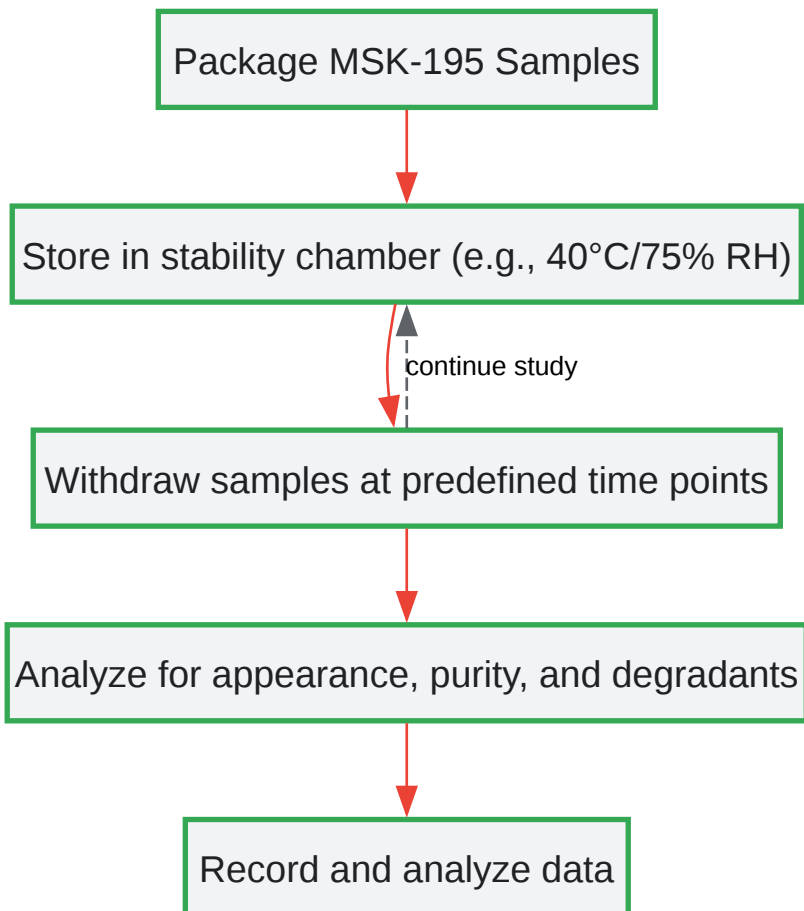 Package MSK-195 Samples
Store in stability chamber (e.g., 40°C/75% RH)
continue study
Withdraw samples at predefined time points
Analyze for appearance, purity, and degradants
Record and analyze data